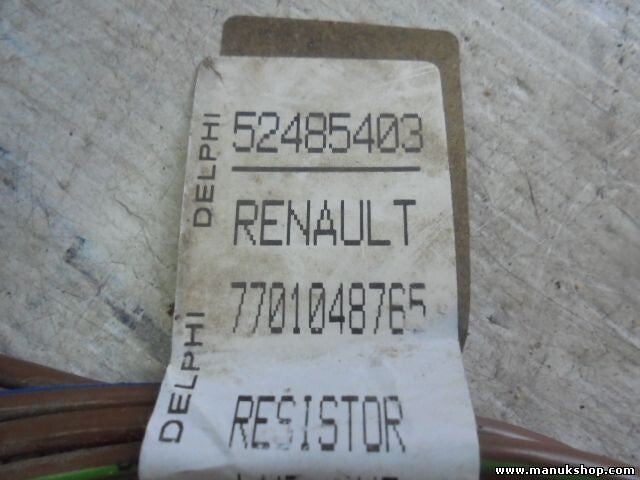 DELPHI
52485403
RENAULT
7701048765
DELPHI
RESISTOR
www.manukshop.com